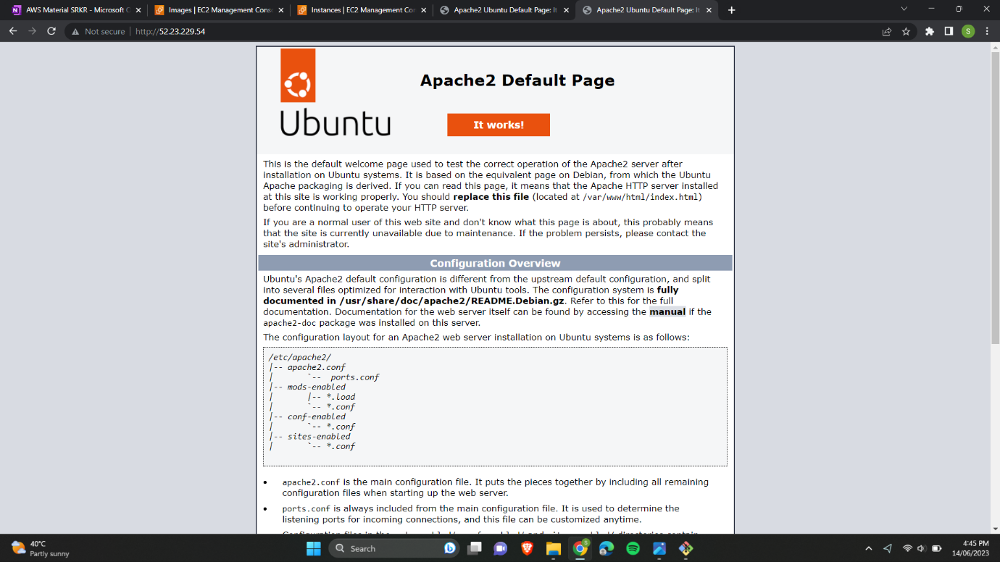 AWS Material SRKR - Microsoft O
Images | EC2 Management Cons
Instances | EC2 Management Con
Apache2 Ubuntu Default Page: It
Apache2 Ubuntu Default Page: It
Not secure
http://52.23.229.54
S
Ubuntu
Apache2 Default Page
It works!
This is the default welcome page used to test the correct operation of the Apache2 server after
installation on Ubuntu systems. It is based on the equivalent page on Debian, from which the Ubuntu
Apache packaging is derived. If you can read this page, it means that the Apache HTTP server installed
at this site is working properly. You should replace this file (located at /var/www/html/index.html)
before continuing to operate your HTTP server.
If you are a normal user of this web site and don't know what this page is about, this probably means
that the site is currently unavailable due to maintenance. If the problem persists, please contact the
site's administrator.
Configuration Overview
Ubuntu's Apache2 default configuration is different from the upstream default configuration, and split
into several files optimized for interaction with Ubuntu tools. The configuration system is fully
documented in /usr/share/doc/apache2/README.Debian.gz. Refer to this for the full
documentation. Documentation for the web server itself can be found by accessing the manual if the
apache2-doc package was installed on this server.
The configuration layout for an Apache2 web server installation on Ubuntu systems is as follows:
/etc/apache2/
|-- apache2.conf
|       `--  ports.conf
|-- mods-enabled
|       |-- *.load
|       `-- *.conf
|-- conf-enabled
|       `-- *.conf
|-- sites-enabled
|       `-- *.conf
• apache2.conf is the main configuration file. It puts the pieces together by including all remaining
configuration files when starting up the web server.
• ports.conf is always included from the main configuration file. It is used to determine the
listening ports for incoming connections, and this file can be customized anytime.
40°C
Partly sunny
Search
4:45 PM
14/06/2023